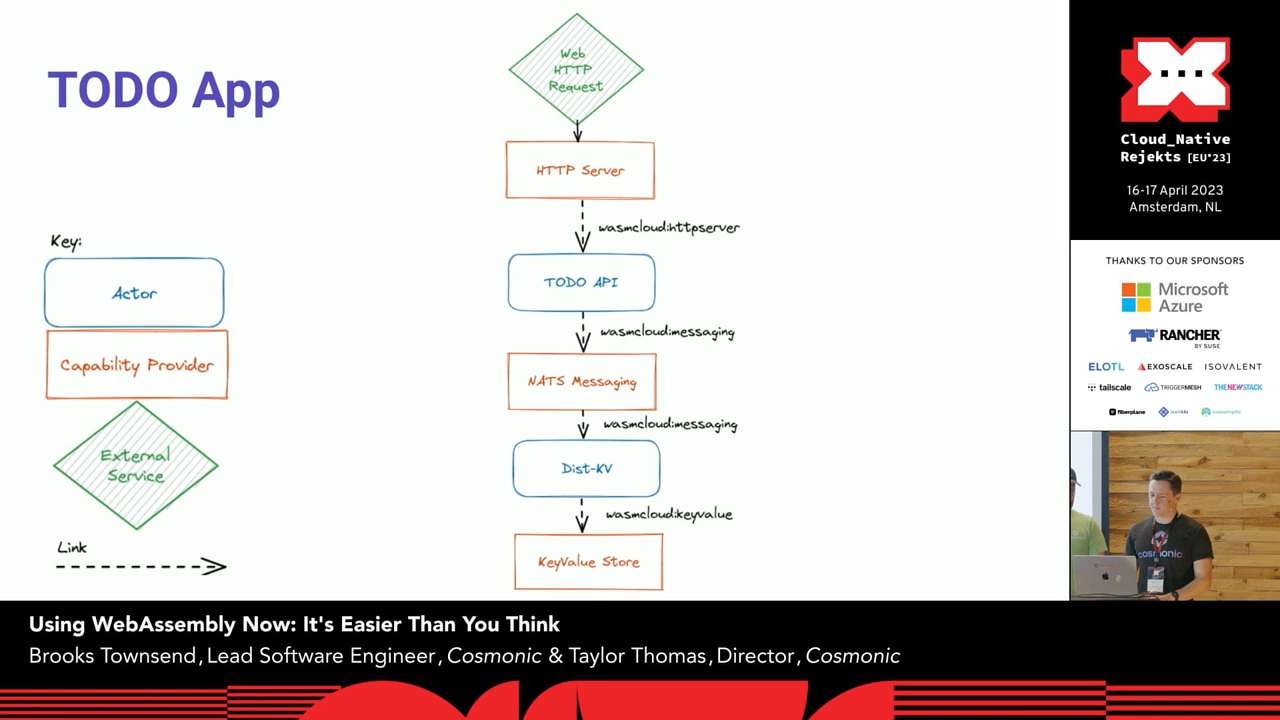 TODO App
Web
HTTP
Request
HTTP Server
wasmcloud:httpserver
TODO API
wasmcloud:messaging
NATS Messaging
wasmcloud:messaging
Dist-KV
wasmcloud:keyvalue
KeyValue Store
Key:
Actor
Capability Provider
External
Service
Link
Cloud_Native
Rejekts [EU*23]
16-17 April 2023
Amsterdam, NL
THANKS TO OUR SPONSORS
Microsoft
Azure
RANCHER
BY SUSE
ELOTL EXOSCALE ISOVALENT
tailscale TRIGGERMESH THENEWSTACK
fiberplane
cosmonic
Using WebAssembly Now: It's Easier Than You Think
Brooks Townsend, Lead Software Engineer, Cosmonic & Taylor Thomas, Director, Cosmonic